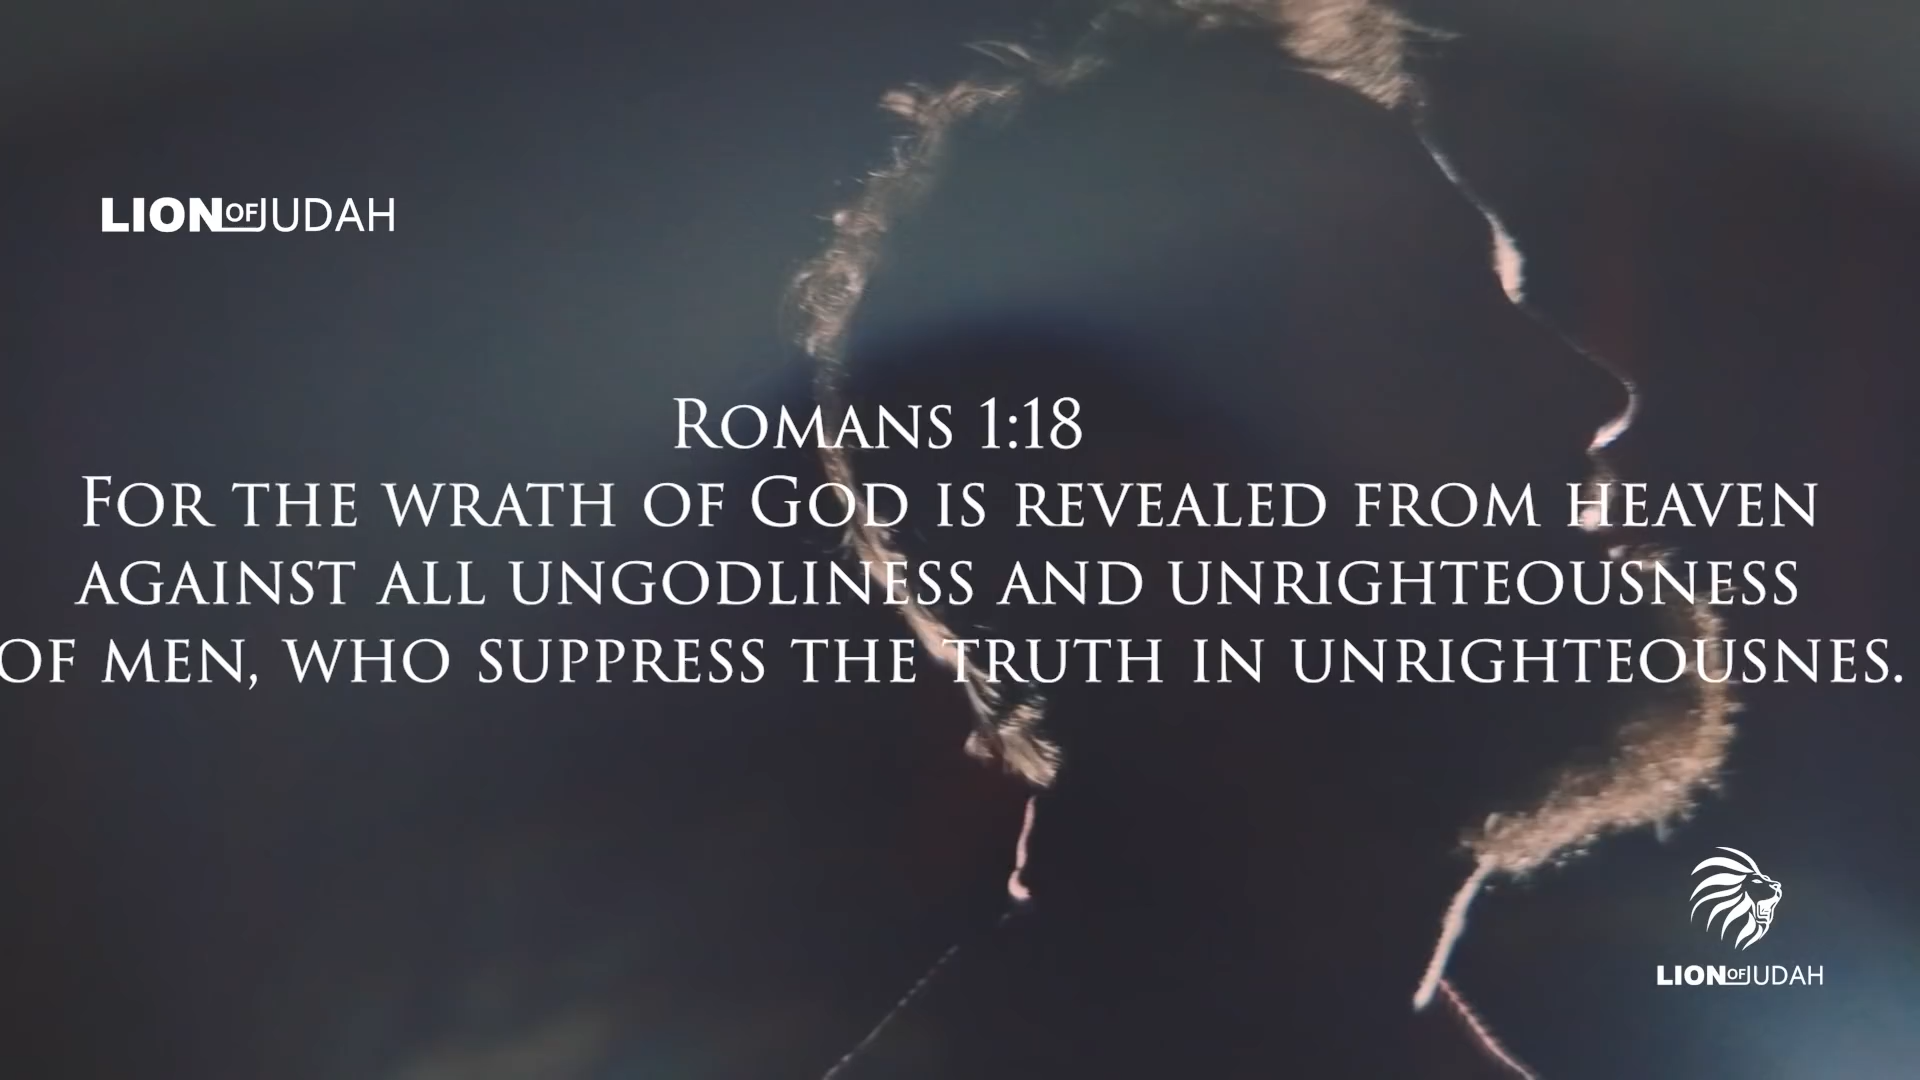 LION OF JUDAH
Romans 1:18
For the wrath of God is revealed from heaven
against all ungodliness and unrighteousness
of men, who suppress the truth in unrighteousnes.
LION OF JUDAH